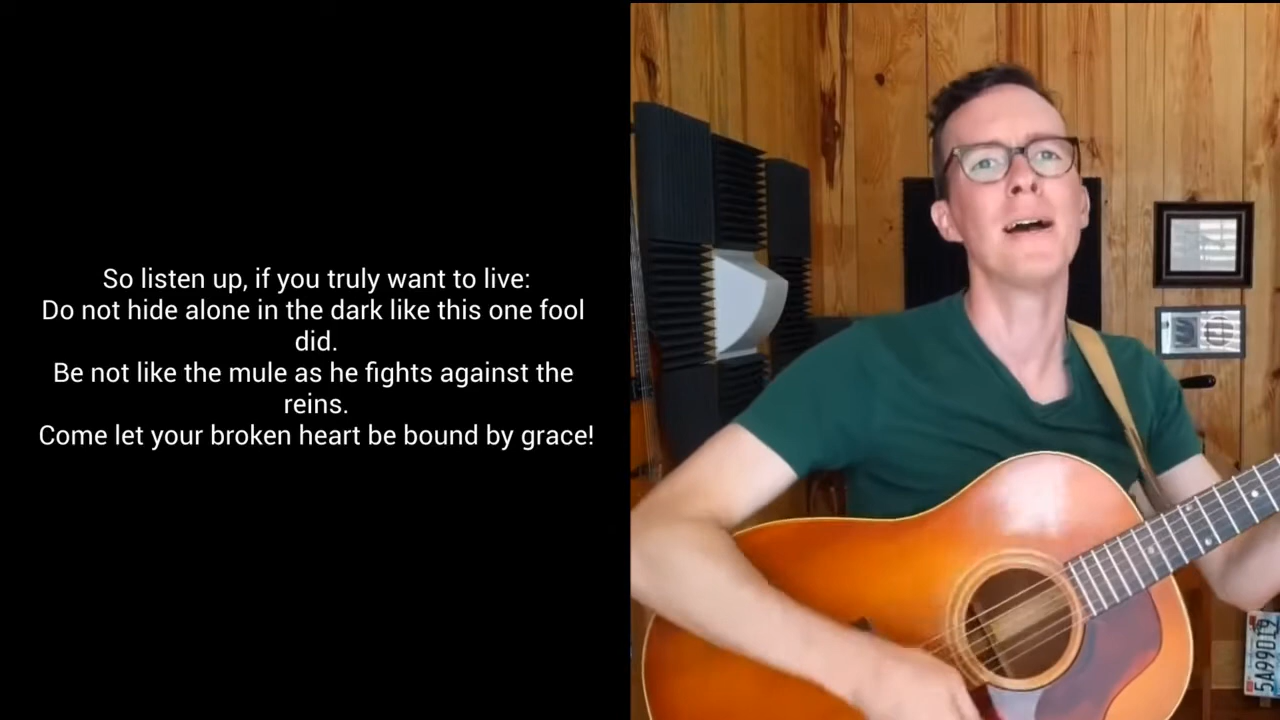 So listen up, if you truly want to live:
Do not hide alone in the dark like this one fool
did.
Be not like the mule as he fights against the
reins.
Come let your broken heart be bound by grace!
5A99D19